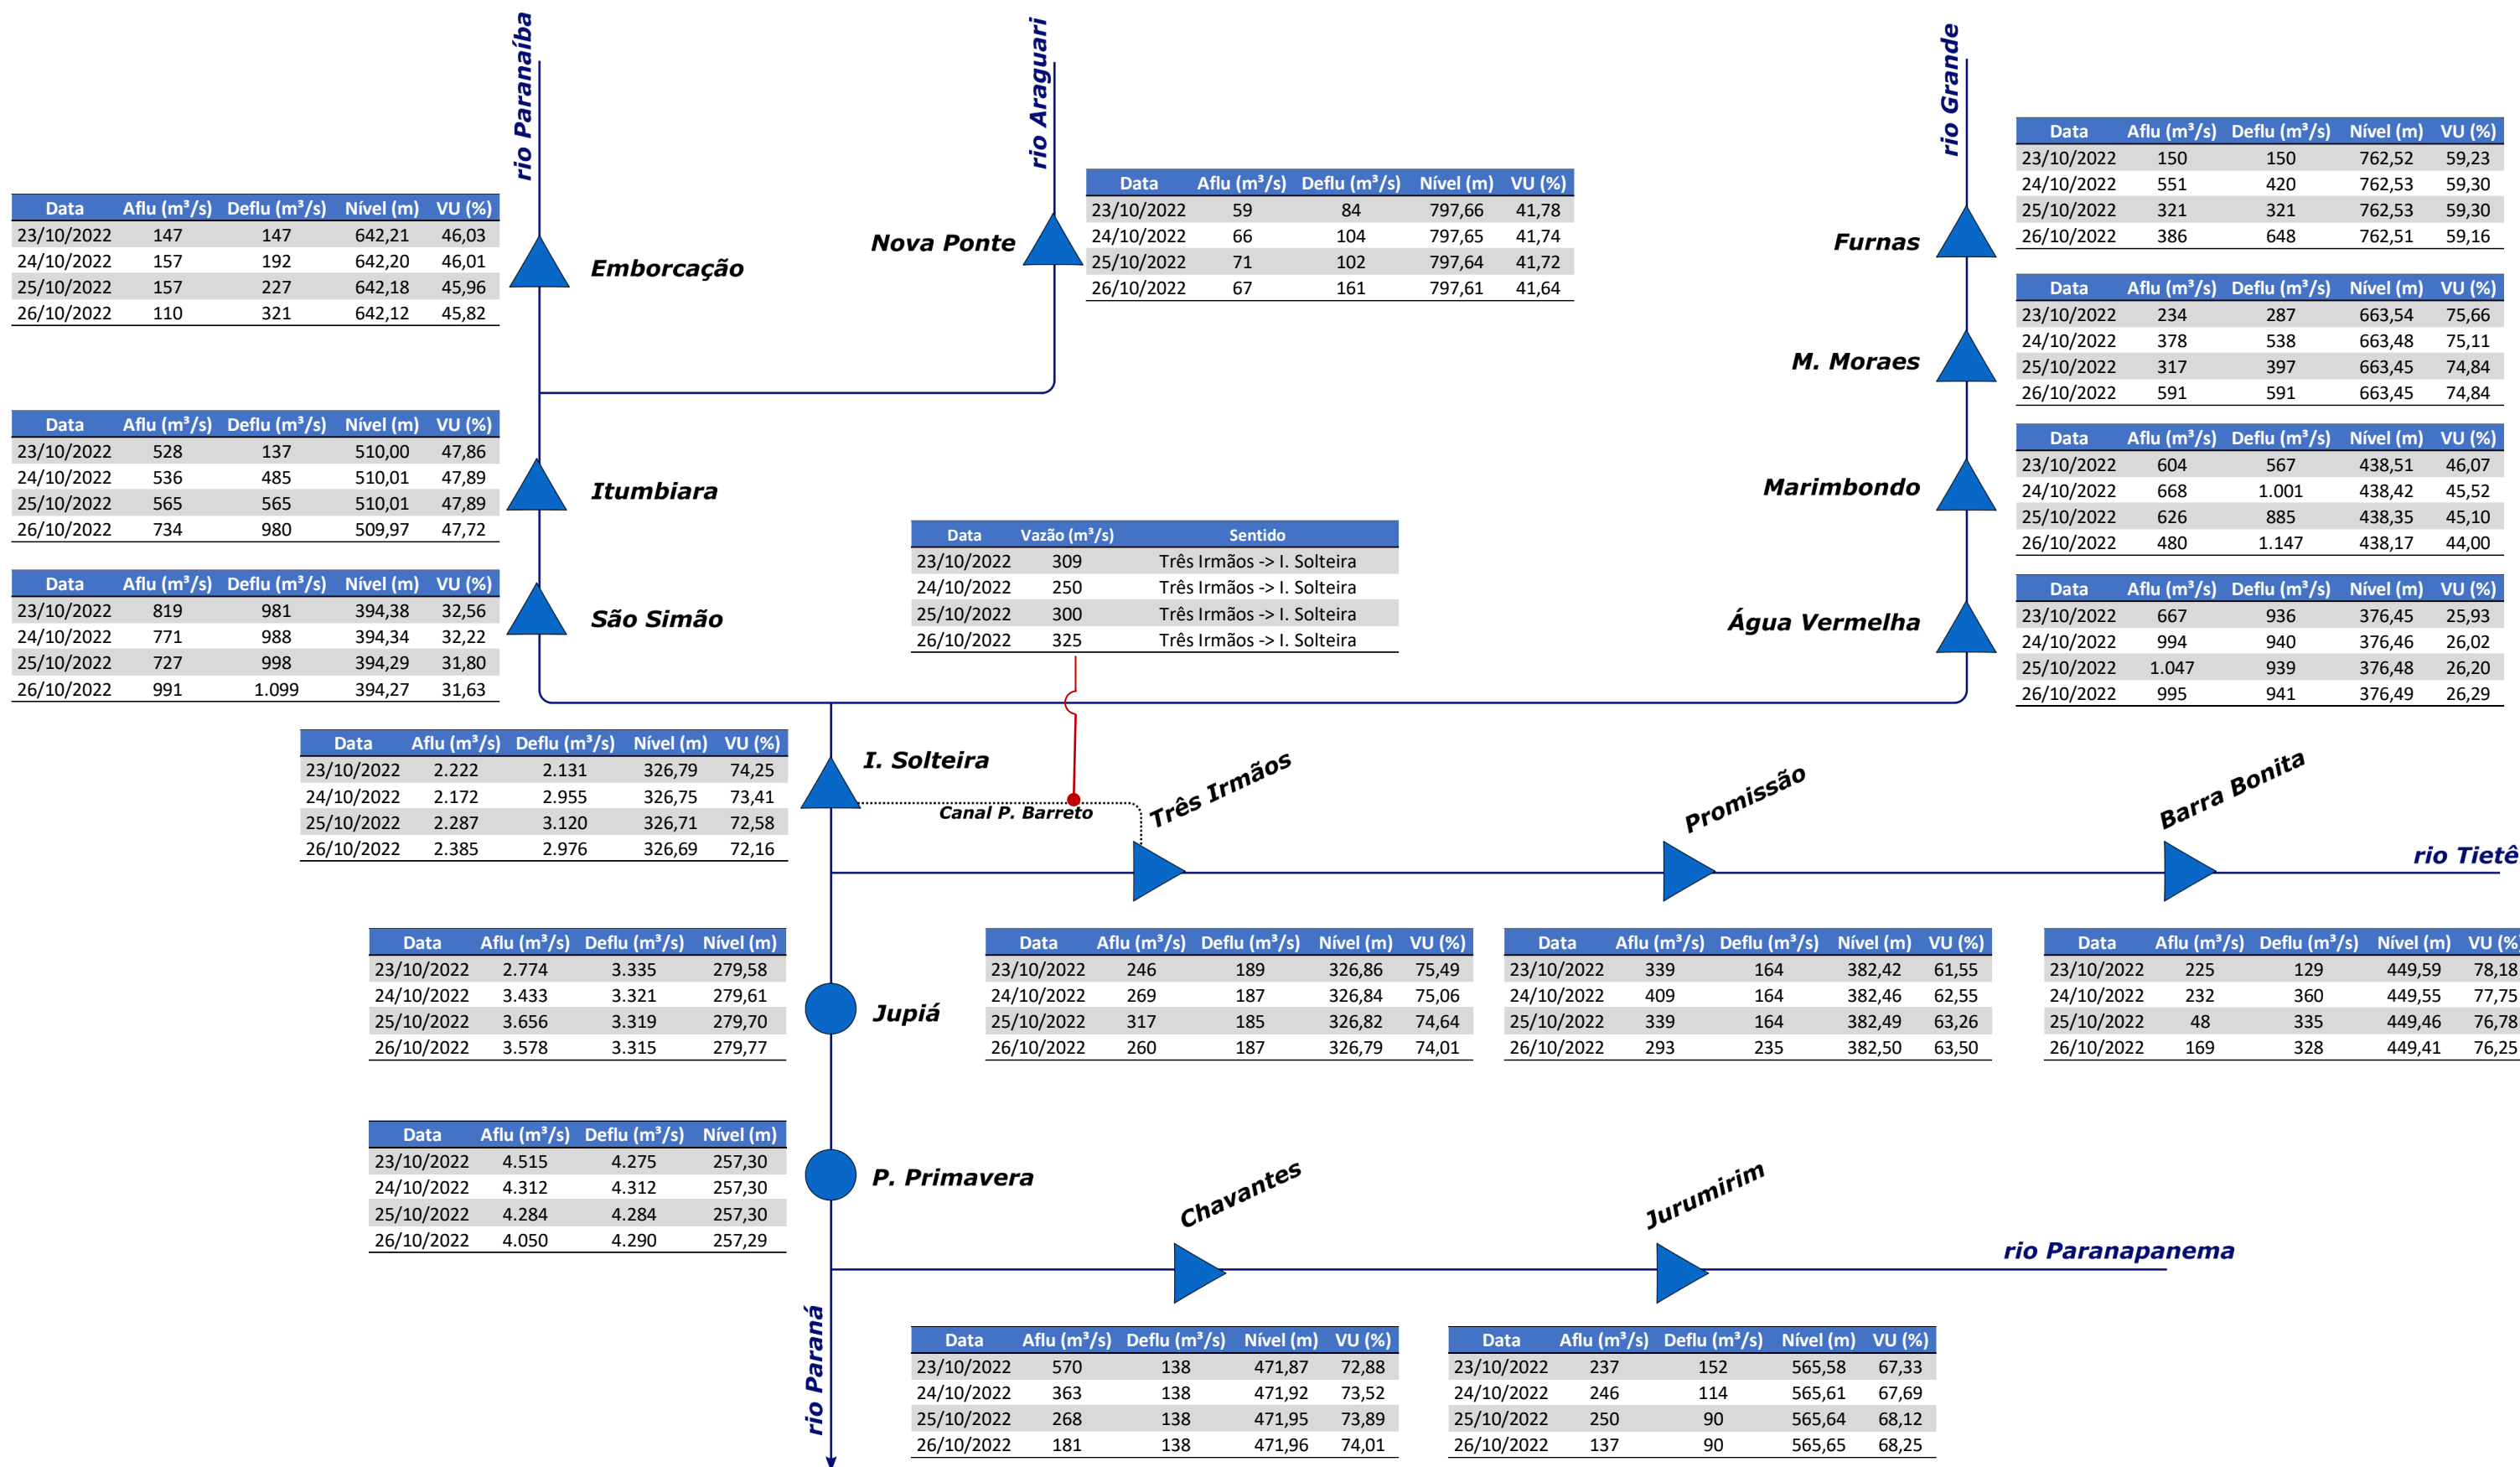 rio Paranaíba
rio Araguari
rio Grande
Data Aflu (m³/s) Deflu (m³/s) Nível (m) VU (%)
23/10/2022 150 150 762,52 59,23
24/10/2022 551 420 762,53 59,30
25/10/2022 321 321 762,53 59,30
26/10/2022 386 648 762,51 59,16
Furnas
Data Aflu (m³/s) Deflu (m³/s) Nível (m) VU (%)
23/10/2022 59 84 797,66 41,78
24/10/2022 66 104 797,65 41,74
25/10/2022 71 102 797,64 41,72
26/10/2022 67 161 797,61 41,64
Nova Ponte
Data Aflu (m³/s) Deflu (m³/s) Nível (m) VU (%)
23/10/2022 147 147 642,21 46,03
24/10/2022 157 192 642,20 46,01
25/10/2022 157 227 642,18 45,96
26/10/2022 110 321 642,12 45,82
Emborcação
Data Aflu (m³/s) Deflu (m³/s) Nível (m) VU (%)
23/10/2022 234 287 663,54 75,66
24/10/2022 378 538 663,48 75,11
25/10/2022 317 397 663,45 74,84
26/10/2022 591 591 663,45 74,84
M. Moraes
Data Aflu (m³/s) Deflu (m³/s) Nível (m) VU (%)
23/10/2022 528 137 510,00 47,86
24/10/2022 536 485 510,01 47,89
25/10/2022 565 565 510,01 47,89
26/10/2022 734 980 509,97 47,72
Itumbiara
Data Aflu (m³/s) Deflu (m³/s) Nível (m) VU (%)
23/10/2022 604 567 438,51 46,07
24/10/2022 668 1.001 438,42 45,52
25/10/2022 626 885 438,35 45,10
26/10/2022 480 1.147 438,17 44,00
Marimbondo
Data Vazão (m³/s) Sentido
23/10/2022 309 Três Irmãos -> I. Solteira
24/10/2022 250 Três Irmãos -> I. Solteira
25/10/2022 300 Três Irmãos -> I. Solteira
26/10/2022 325 Três Irmãos -> I. Solteira
Data Aflu (m³/s) Deflu (m³/s) Nível (m) VU (%)
23/10/2022 819 981 394,38 32,56
24/10/2022 771 988 394,34 32,22
25/10/2022 727 998 394,29 31,80
26/10/2022 991 1.099 394,27 31,63
São Simão
Data Aflu (m³/s) Deflu (m³/s) Nível (m) VU (%)
23/10/2022 667 936 376,45 25,93
24/10/2022 994 940 376,46 26,02
25/10/2022 1.047 939 376,48 26,20
26/10/2022 995 941 376,49 26,29
Água Vermelha
Data Aflu (m³/s) Deflu (m³/s) Nível (m) VU (%)
23/10/2022 2.222 2.131 326,79 74,25
24/10/2022 2.172 2.955 326,75 73,41
25/10/2022 2.287 3.120 326,71 72,58
26/10/2022 2.385 2.976 326,69 72,16
I. Solteira
Canal P. Barreto
Três Irmãos
Promissão
Barra Bonita
rio Tietê
Data Aflu (m³/s) Deflu (m³/s) Nível (m)
23/10/2022 2.774 3.335 279,58
24/10/2022 3.433 3.321 279,61
25/10/2022 3.656 3.319 279,70
26/10/2022 3.578 3.315 279,77
Jupiá
Data Aflu (m³/s) Deflu (m³/s) Nível (m) VU (%)
23/10/2022 246 189 326,86 75,49
24/10/2022 269 187 326,84 75,06
25/10/2022 317 185 326,82 74,64
26/10/2022 260 187 326,79 74,01
Data Aflu (m³/s) Deflu (m³/s) Nível (m) VU (%)
23/10/2022 339 164 382,42 61,55
24/10/2022 409 164 382,46 62,55
25/10/2022 339 164 382,49 63,26
26/10/2022 293 235 382,50 63,50
Data Aflu (m³/s) Deflu (m³/s) Nível (m) VU (%)
23/10/2022 225 129 449,59 78,18
24/10/2022 232 360 449,55 77,75
25/10/2022 48 335 449,46 76,78
26/10/2022 169 328 449,41 76,25
Data Aflu (m³/s) Deflu (m³/s) Nível (m)
23/10/2022 4.515 4.275 257,30
24/10/2022 4.312 4.312 257,30
25/10/2022 4.284 4.284 257,30
26/10/2022 4.050 4.290 257,29
P. Primavera
Chavantes
Jurumirim
rio Paranapanema
rio Paraná
Data Aflu (m³/s) Deflu (m³/s) Nível (m) VU (%)
23/10/2022 570 138 471,87 72,88
24/10/2022 363 138 471,92 73,52
25/10/2022 268 138 471,95 73,89
26/10/2022 181 138 471,96 74,01
Data Aflu (m³/s) Deflu (m³/s) Nível (m) VU (%)
23/10/2022 237 152 565,58 67,33
24/10/2022 246 114 565,61 67,69
25/10/2022 250 90 565,64 68,12
26/10/2022 137 90 565,65 68,25